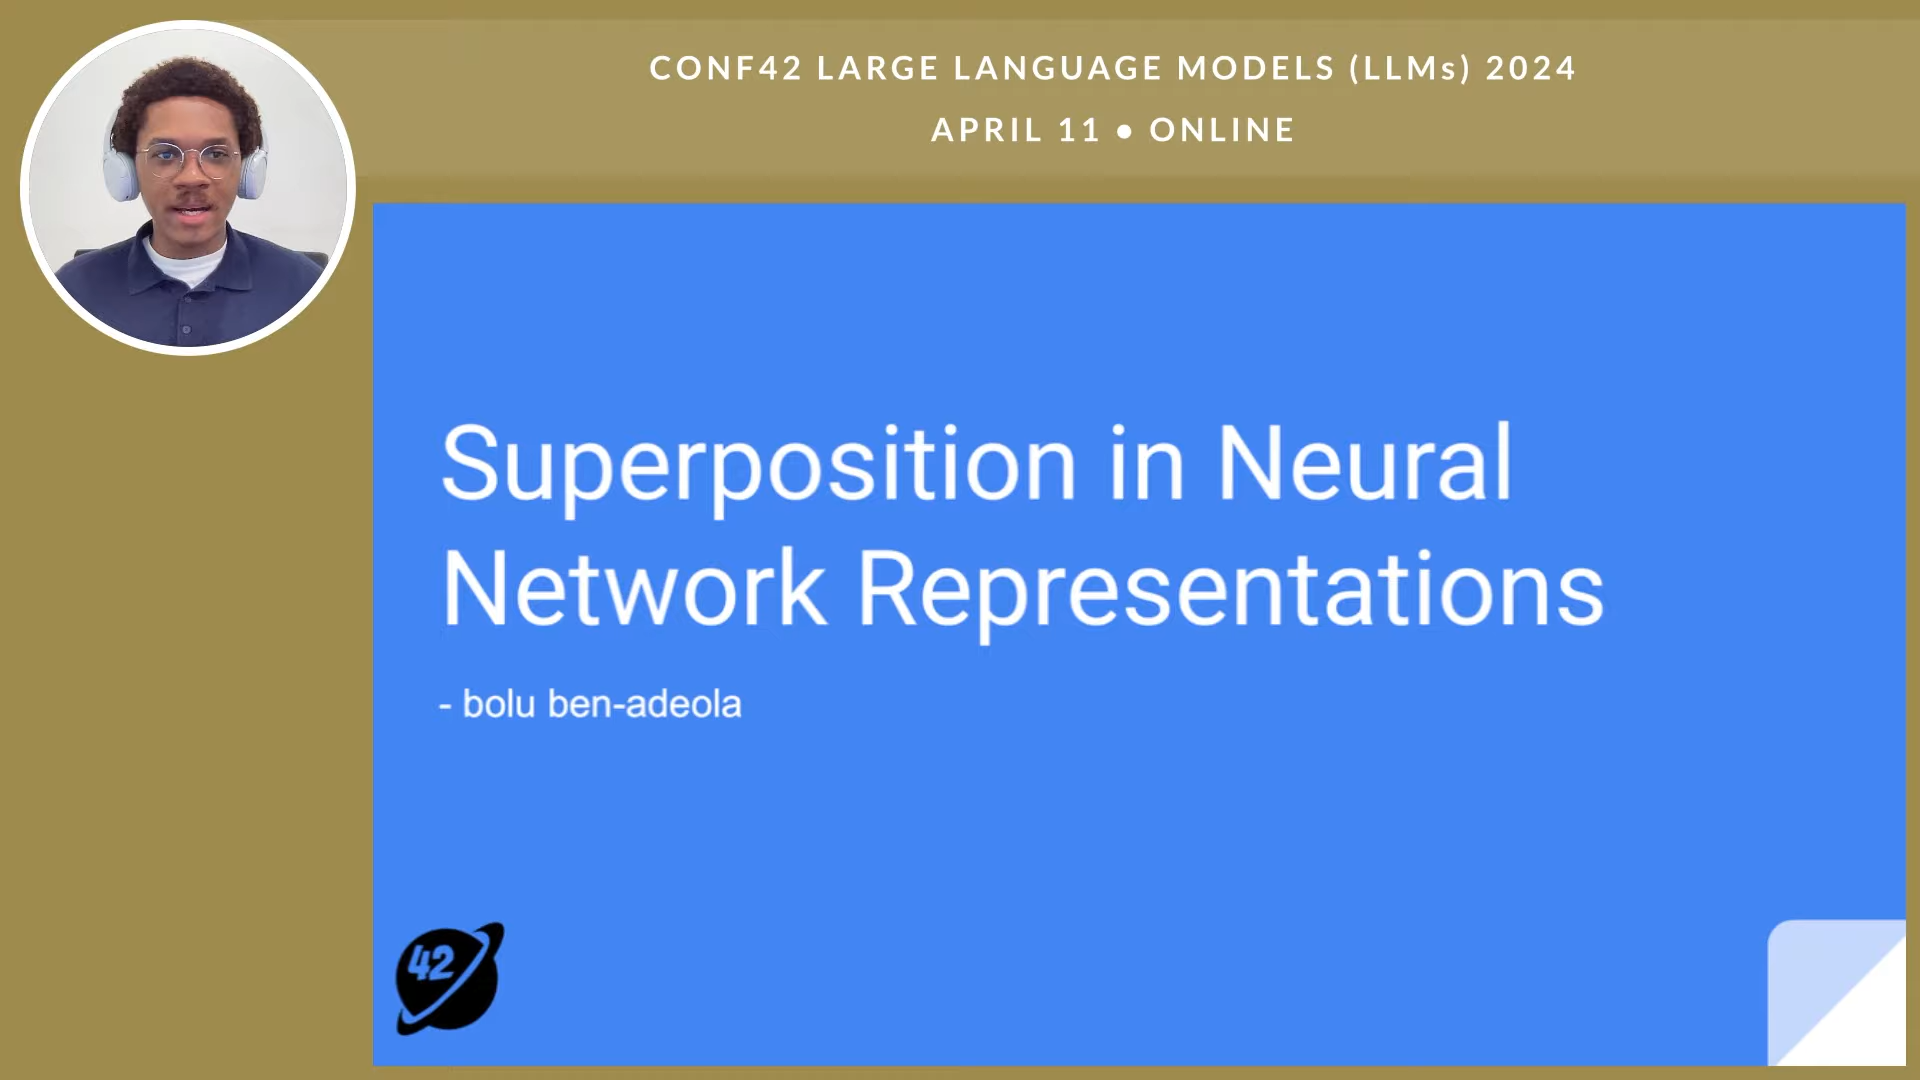 CONF42 LARGE LANGUAGE MODELS (LLMs) 2024
APRIL 11 ● ONLINE
Superposition in Neural
Network Representations
- bolu ben-adeola
42